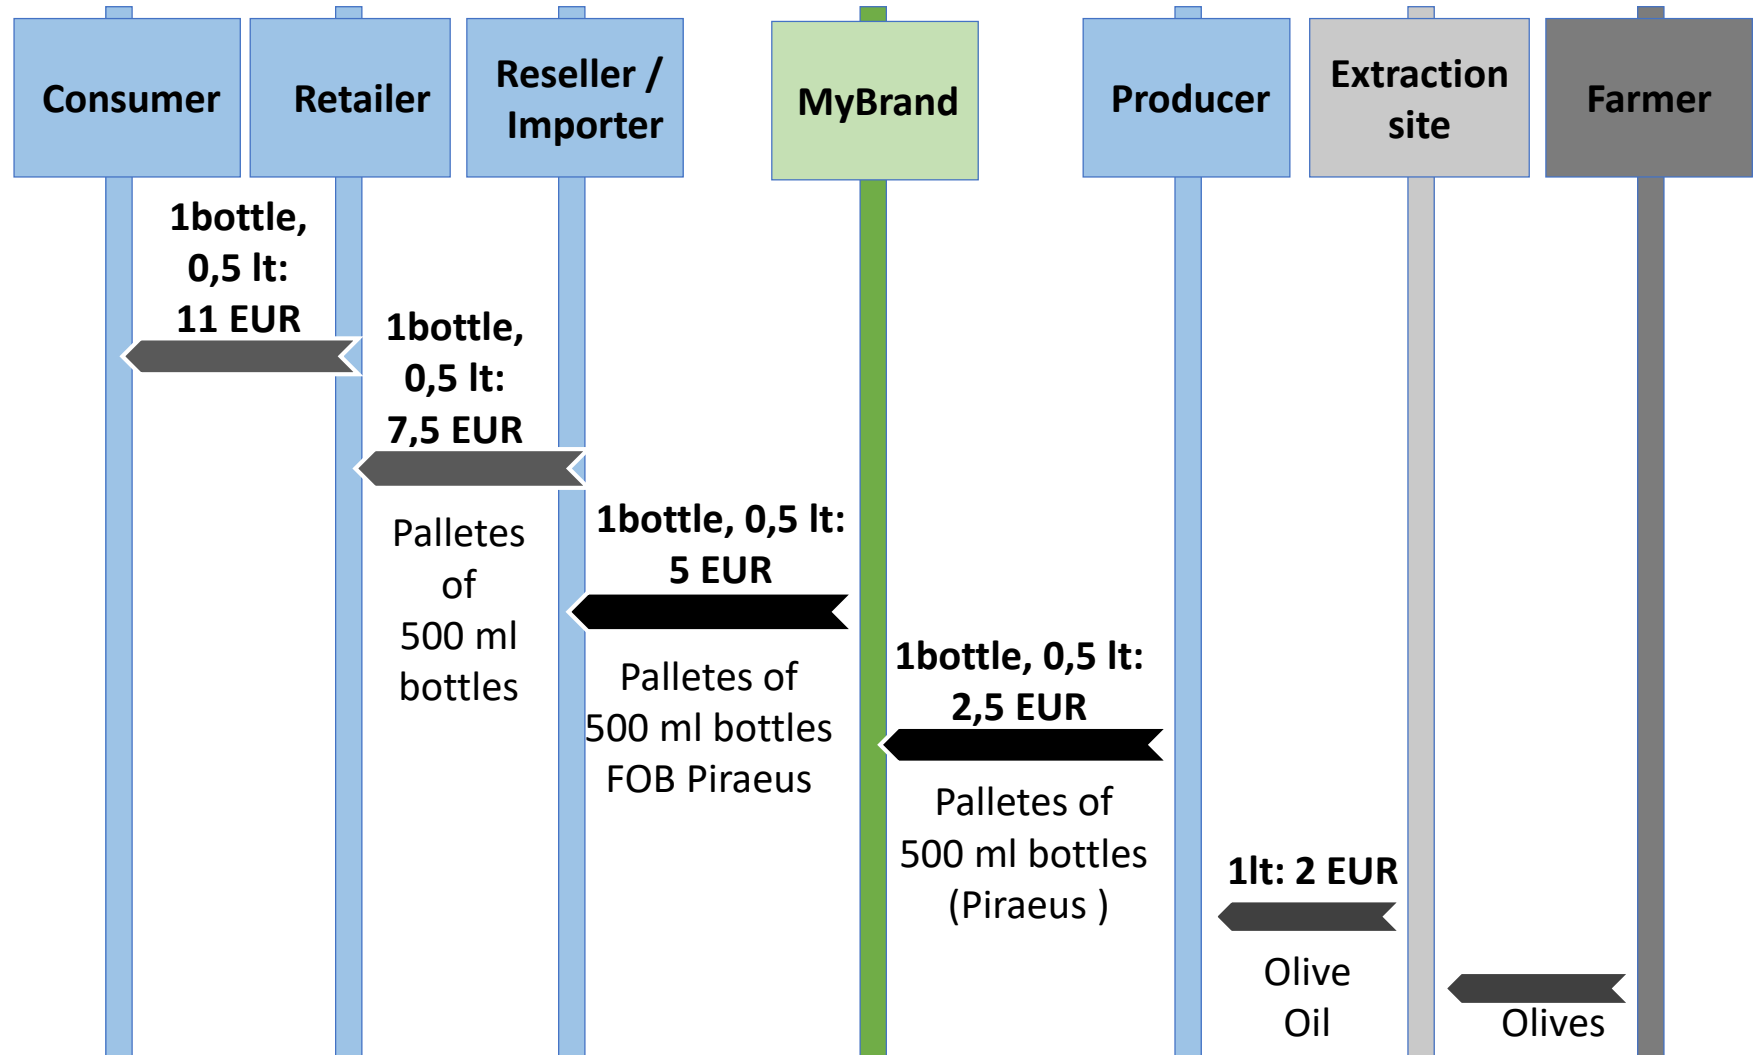 Consumer
Retailer
Reseller /
Importer
MyBrand
Producer
Extraction
site
Farmer
1bottle,
0,5 lt:
11 EUR
1bottle,
0,5 lt:
7,5 EUR
Palletes
of
500 ml
bottles
1bottle, 0,5 lt:
5 EUR
Palletes of
500 ml bottles
FOB Piraeus
1bottle, 0,5 lt:
2,5 EUR
Palletes of
500 ml bottles
(Piraeus )
1lt: 2 EUR
Olive
Oil
Olives